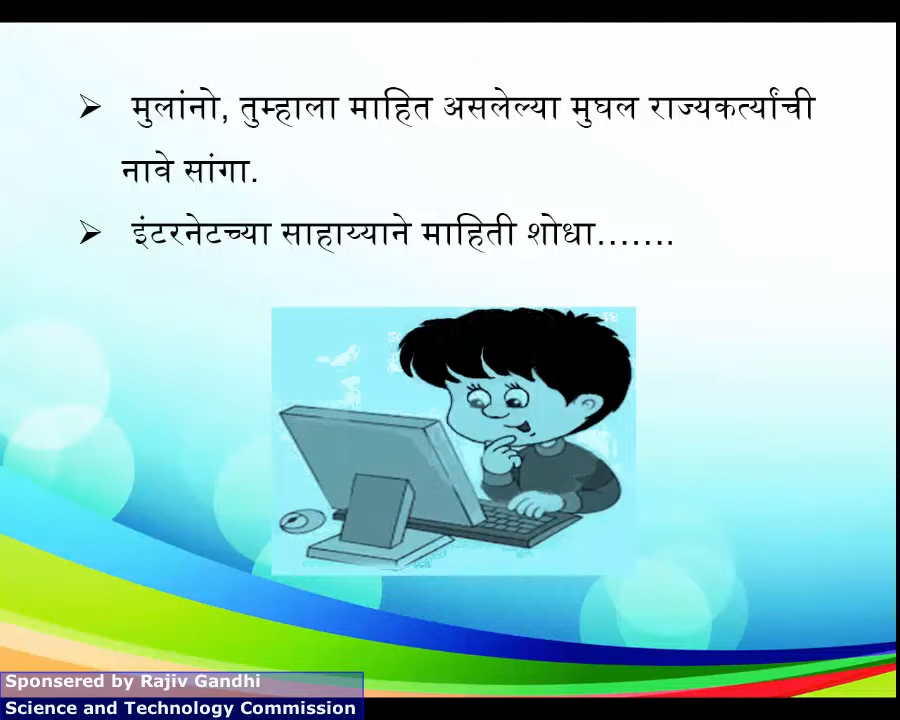 ➢ मुलांनो, तुम्हाला माहित असलेल्या मुघल राज्यकर्त्यांची
नावे सांगा.
➢ इंटरनेटच्या साहाय्याने माहिती शोधा.......
Sponsered by Rajiv Gandhi
Science and Technology Commission